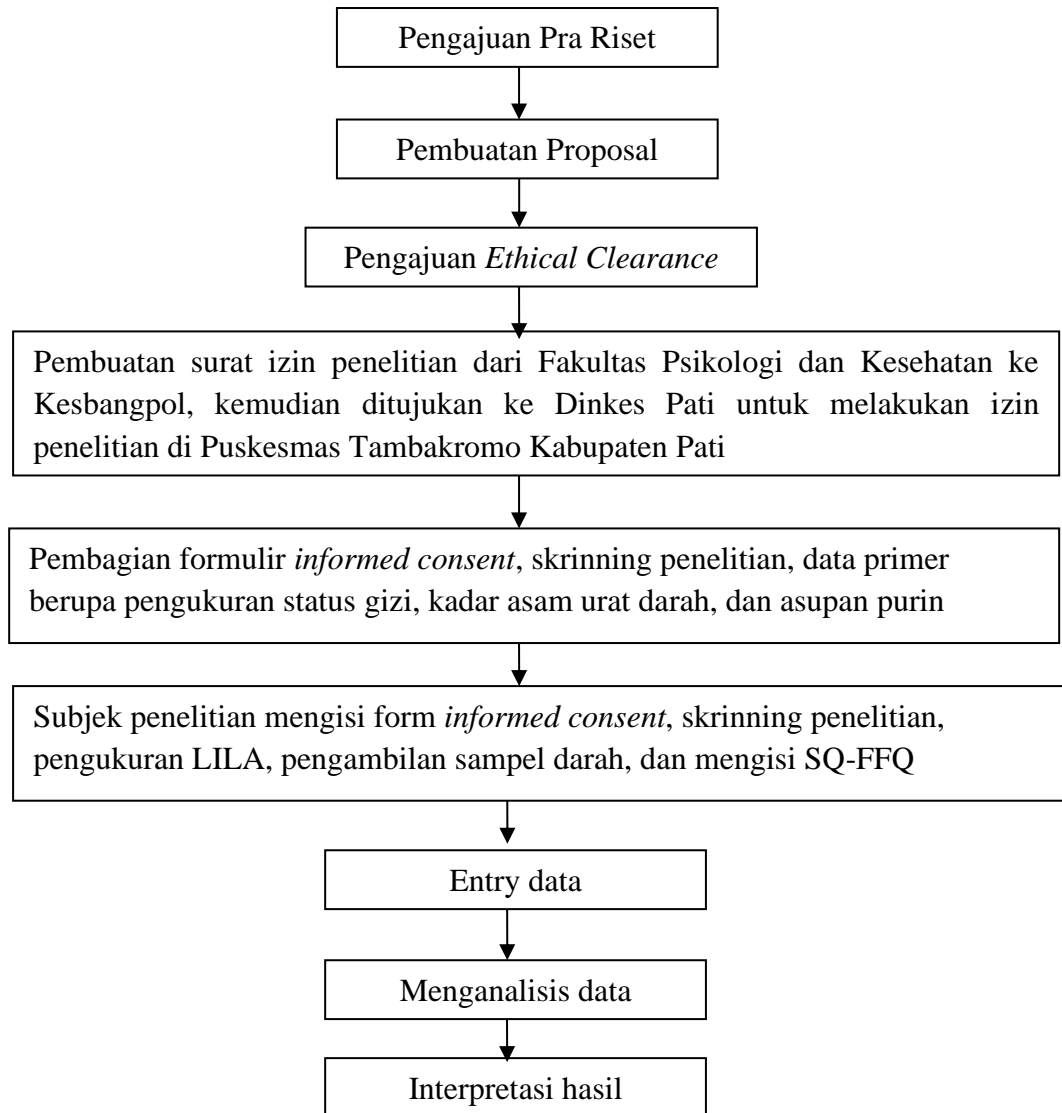 Pengajuan Pra Riset
Pembuatan Proposal
Pengajuan Ethical Clearance
Pembuatan surat izin penelitian dari Fakultas Psikologi dan Kesehatan ke
Kesbangpol, kemudian ditujukan ke Dinkes Pati untuk melakukan izin
penelitian di Puskesmas Tambakromo Kabupaten Pati
Pembagian formulir informed consent, skrinning penelitian, data primer
berupa pengukuran status gizi, kadar asam urat darah, dan asupan purin
Subjek penelitian mengisi form informed consent, skrinning penelitian,
pengukuran LILA, pengambilan sampel darah, dan mengisi SQ-FFQ
Entry data
Menganalisis data
Interpretasi hasil